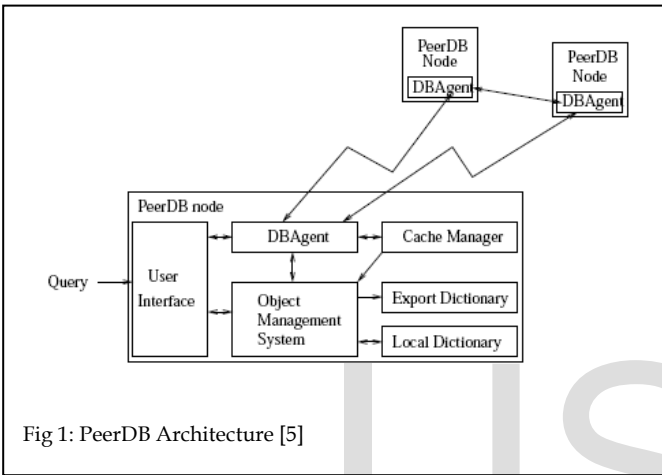 PeerDB
Node
DBAgent
PeerDB
Node
DBAgent
PeerDB node
Query
User
Interface
DBAgent
Cache Manager
Object
Management
System
Export Dictionary
Local Dictionary
Fig 1: PeerDB Architecture [5]